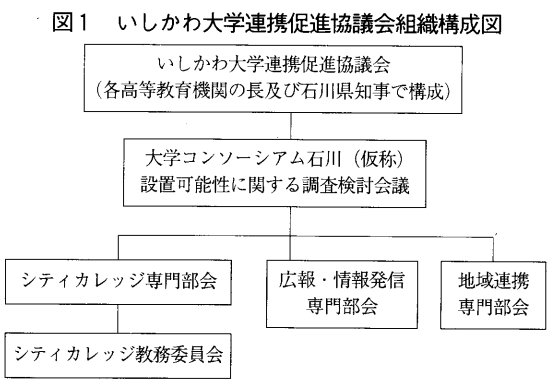 図1 いしかわ大学連携促進協議会組織構成図
いしかわ大学連携促進協議会
(各高等教育機関の長及び石川県知事で構成)
大学コンソーシアム石川(仮称)
設置可能性に関する調査検討会議
シティカレッジ専門部会
広報・情報発信
専門部会
地域連携
専門部会
シティカレッジ教務委員会